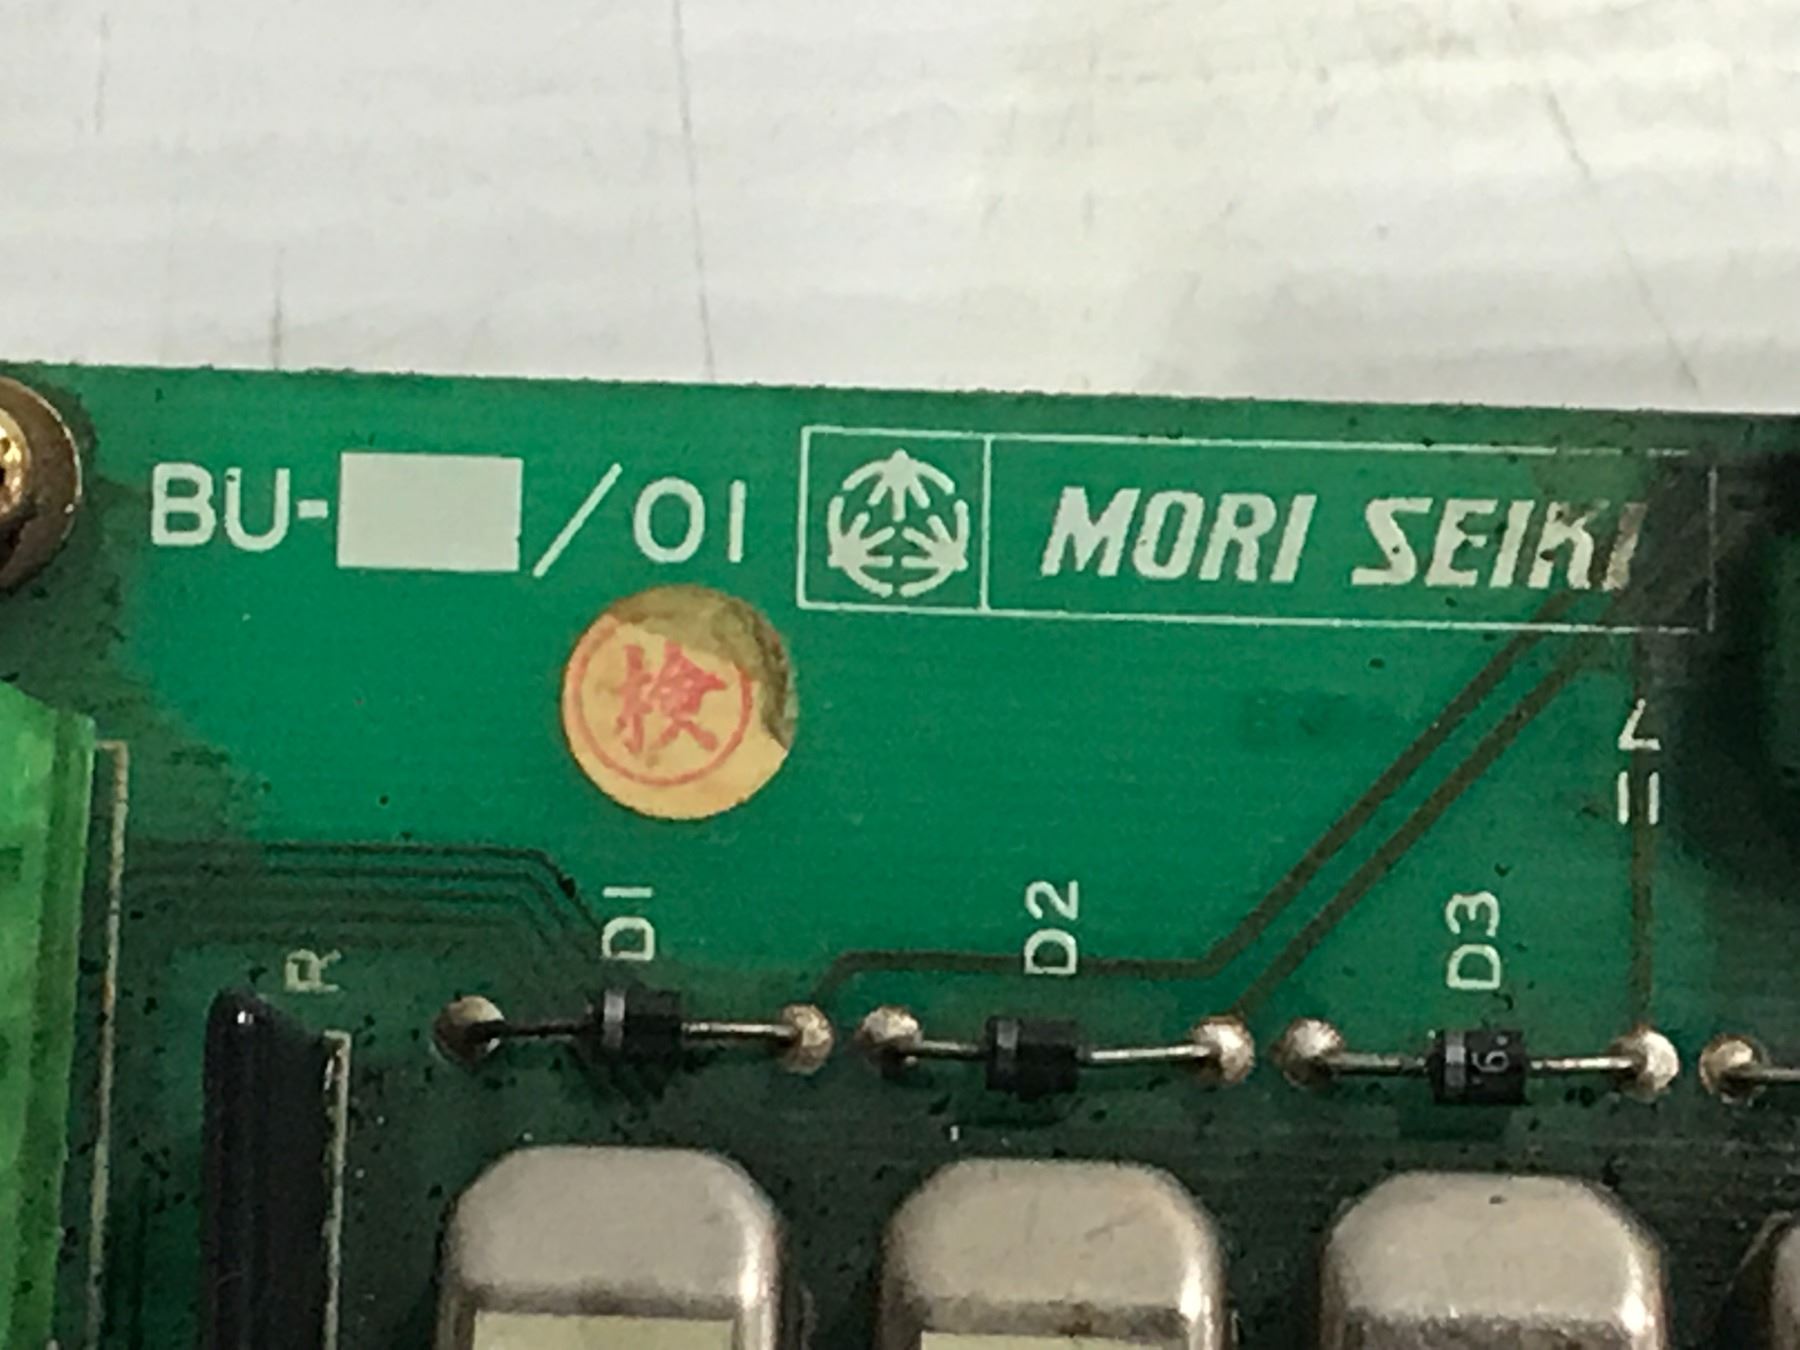 BU- /01 MORI SEIKI
検
D1
D2
D3
R